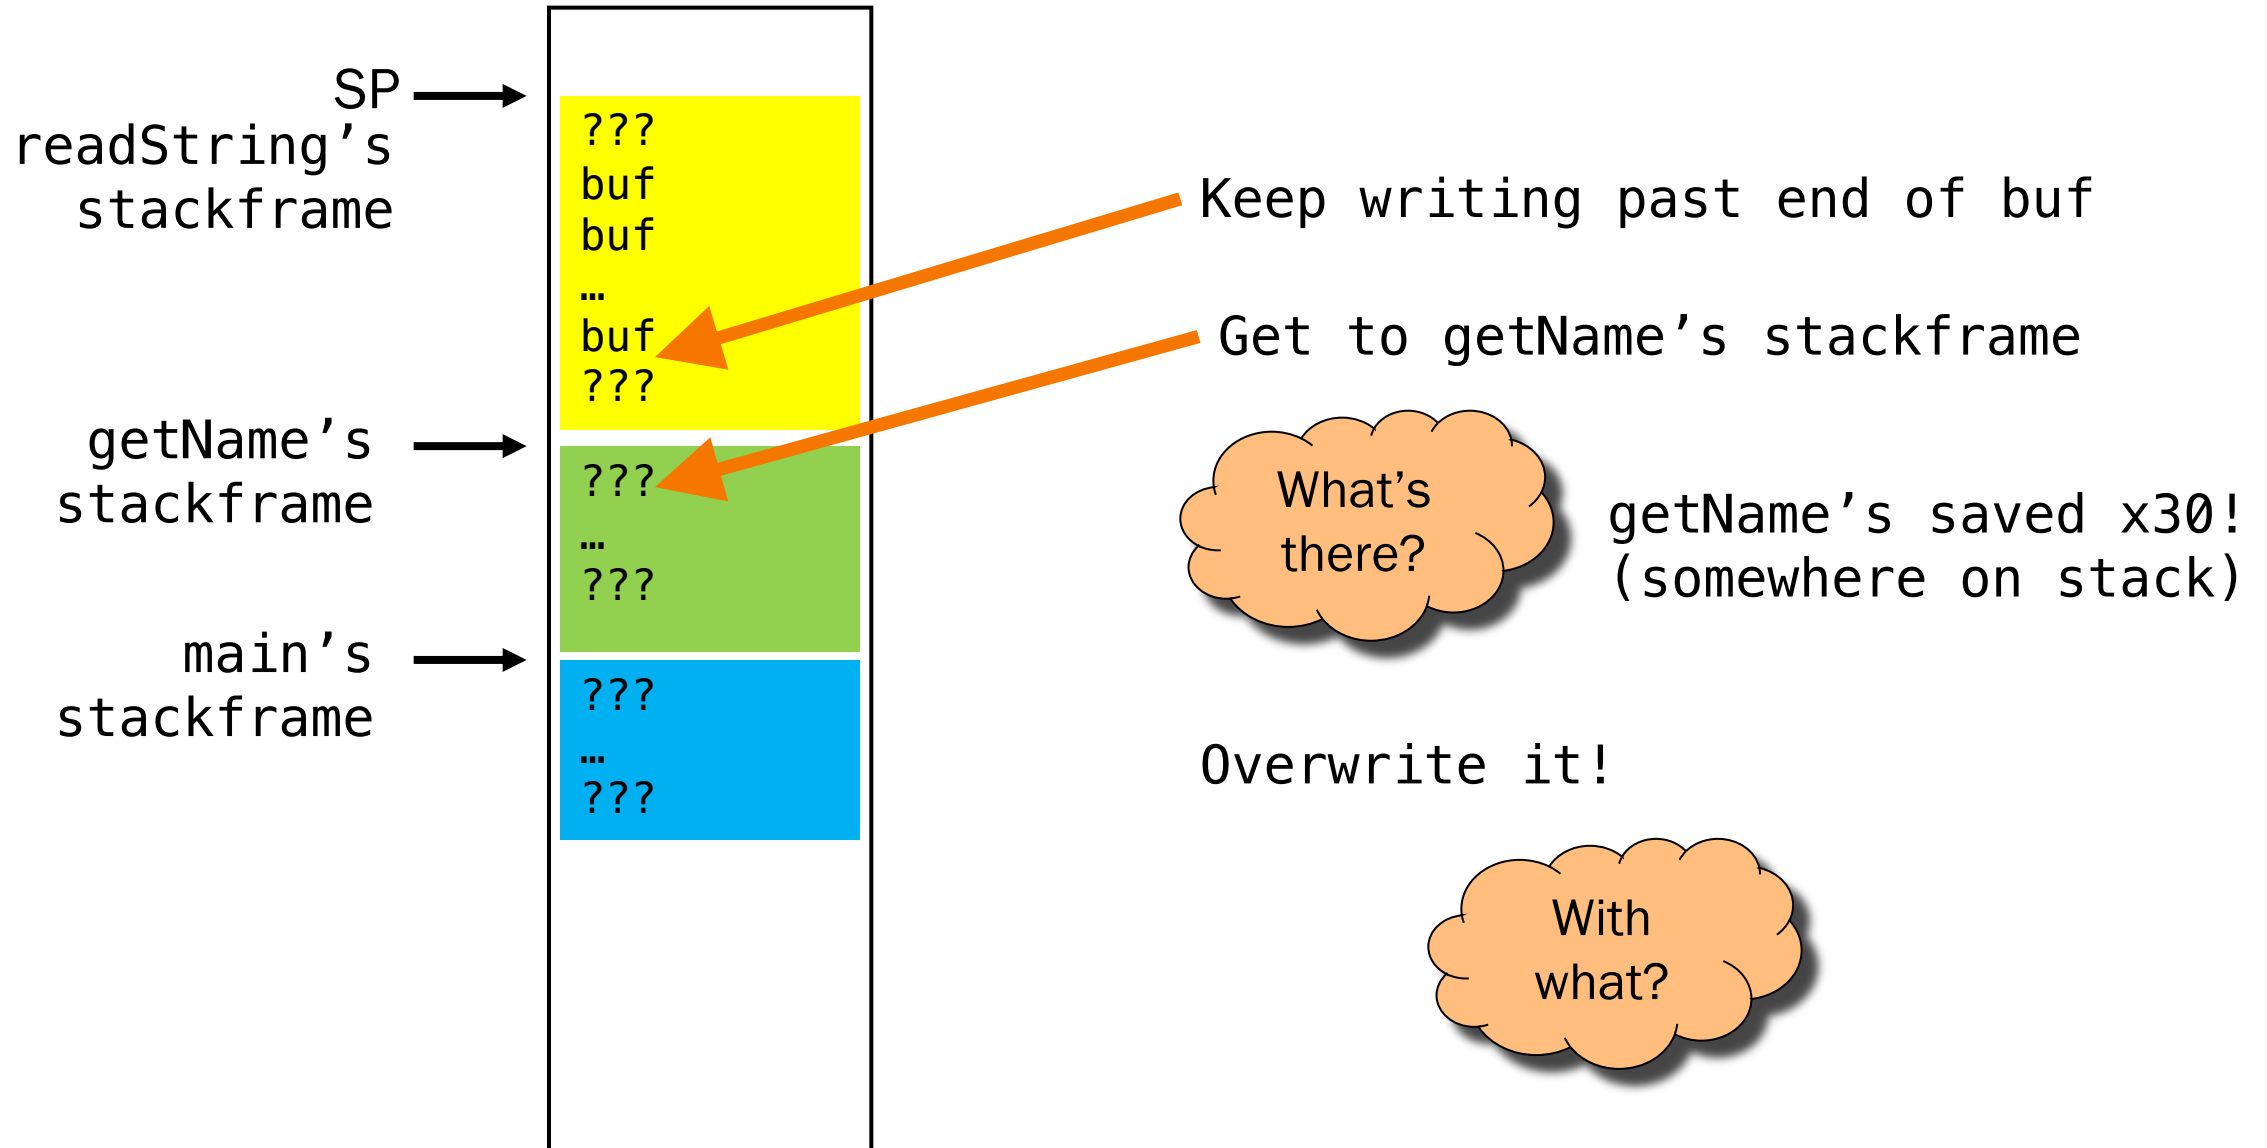 SP
readString’s
stackframe
???
buf
buf
…
buf
???
getName’s
stackframe
???
…
???
main’s
stackframe
???
…
???
Keep writing past end of buf
Get to getName’s stackframe
What’s
there?
getName’s saved x30!
(somewhere on stack)
Overwrite it!
With
what?